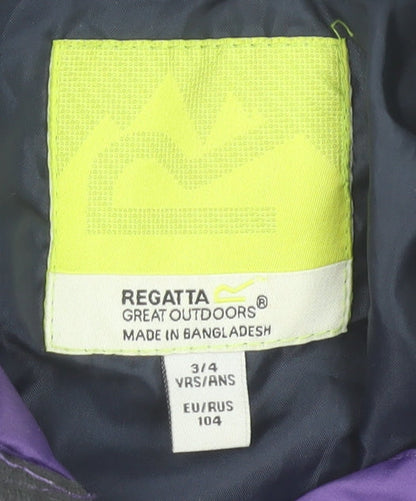 REGATTA
GREAT OUTDOORS®
MADE IN BANGLADESH
3/4
YRS/ANS
EU/RUS
104